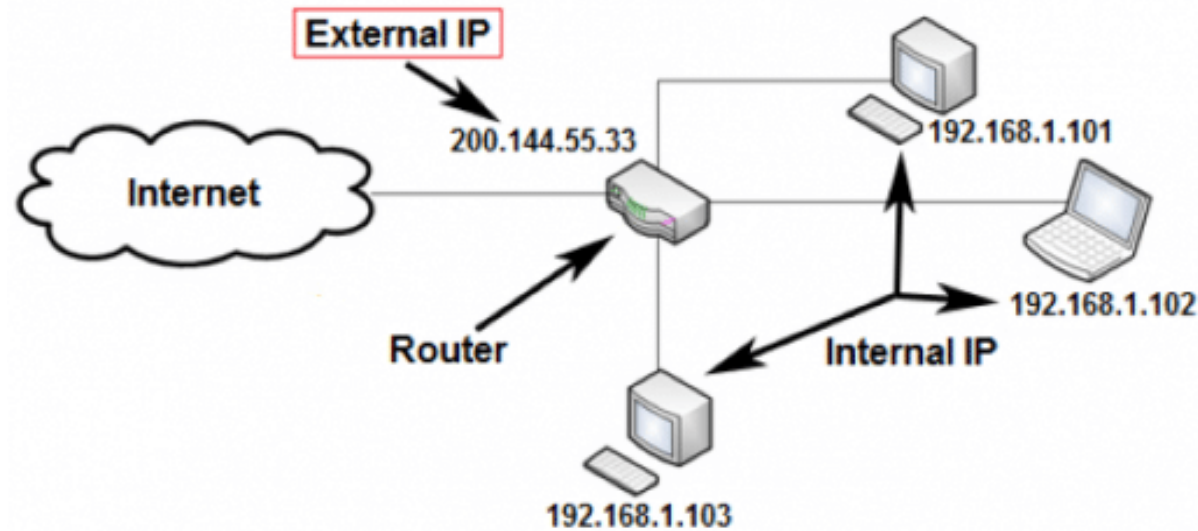 External IP
200.144.55.33
192.168.1.101
Internet
192.168.1.102
Router
Internal IP
192.168.1.103